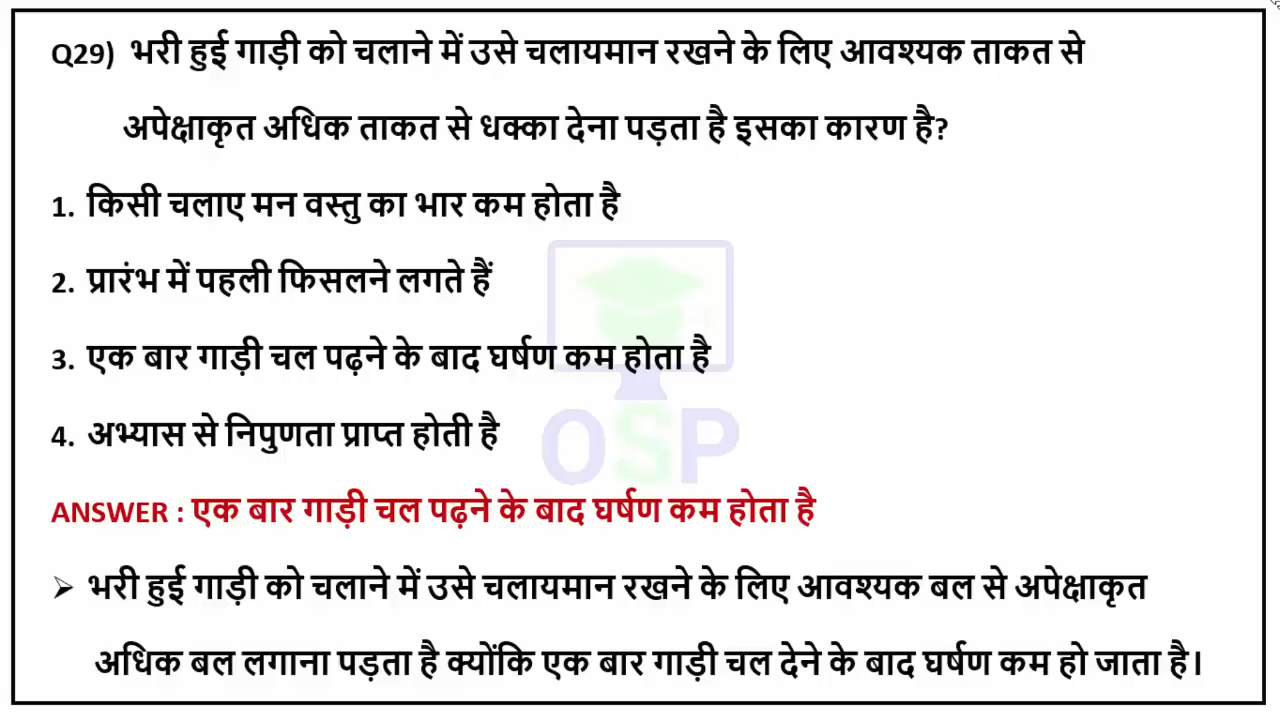 Q29) भरी हुई गाड़ी को चलाने में उसे चलायमान रखने के लिए आवश्यक ताकत से
अपेक्षाकृत अधिक ताकत से धक्का देना पड़ता है इसका कारण है?
1. किसी चलाए मन वस्तु का भार कम होता है
2. प्रारंभ में पहली फिसलने लगते हैं
3. एक बार गाड़ी चल पढ़ने के बाद घर्षण कम होता है
4. अभ्यास से निपुणता प्राप्त होती है
OSP
ANSWER : एक बार गाड़ी चल पढ़ने के बाद घर्षण कम होता है
➢ भरी हुई गाड़ी को चलाने में उसे चलायमान रखने के लिए आवश्यक बल से अपेक्षाकृत
अधिक बल लगाना पड़ता है क्योंकि एक बार गाड़ी चल देने के बाद घर्षण कम हो जाता है।